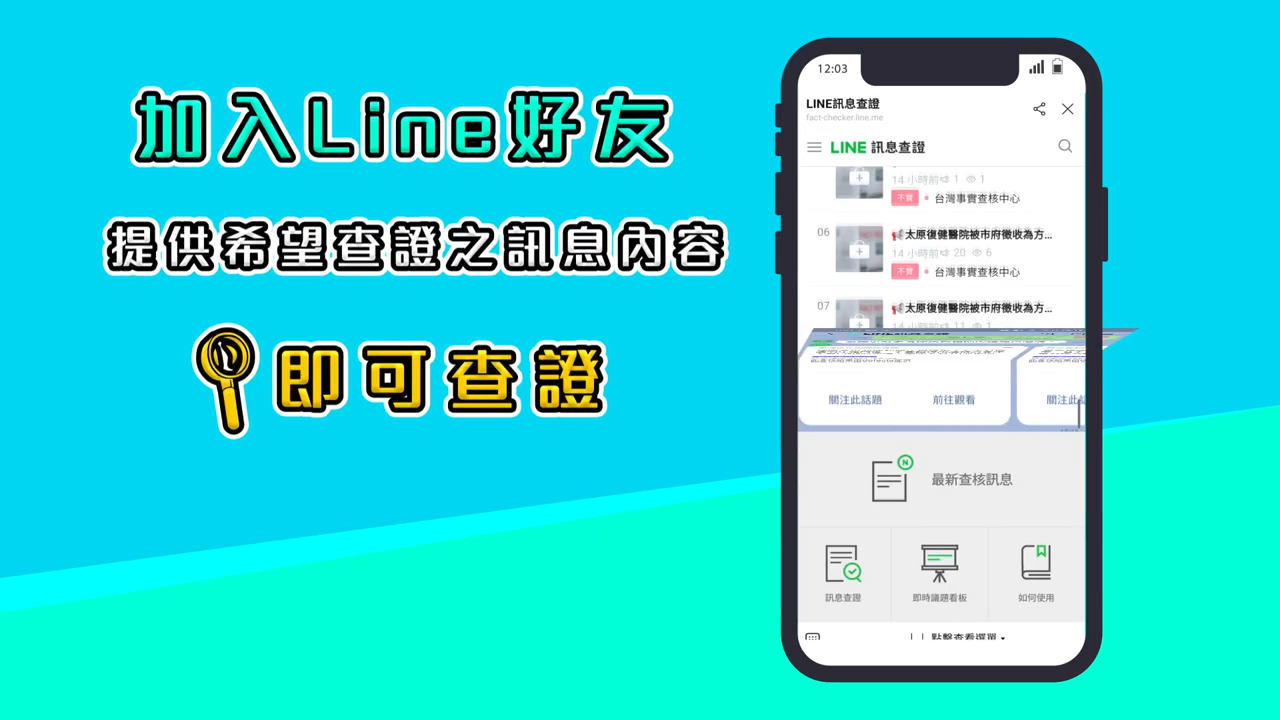 加入Line好友
提供希望查證之訊息內容
即可查證
12:03
LINE訊息查證
fact-checker.line.me
LINE 訊息查證
14 小時前 1 1
不實 台灣事實查核中心
06
太原復健醫院被市府徵收為方...
14 小時前 20 6
不實 台灣事實查核中心
07
太原復健醫院被市府徵收為方...
關注此話題 前往觀看 關注此
N
最新查核訊息
訊息查證 即時議題看板 如何使用
點擊查看選單